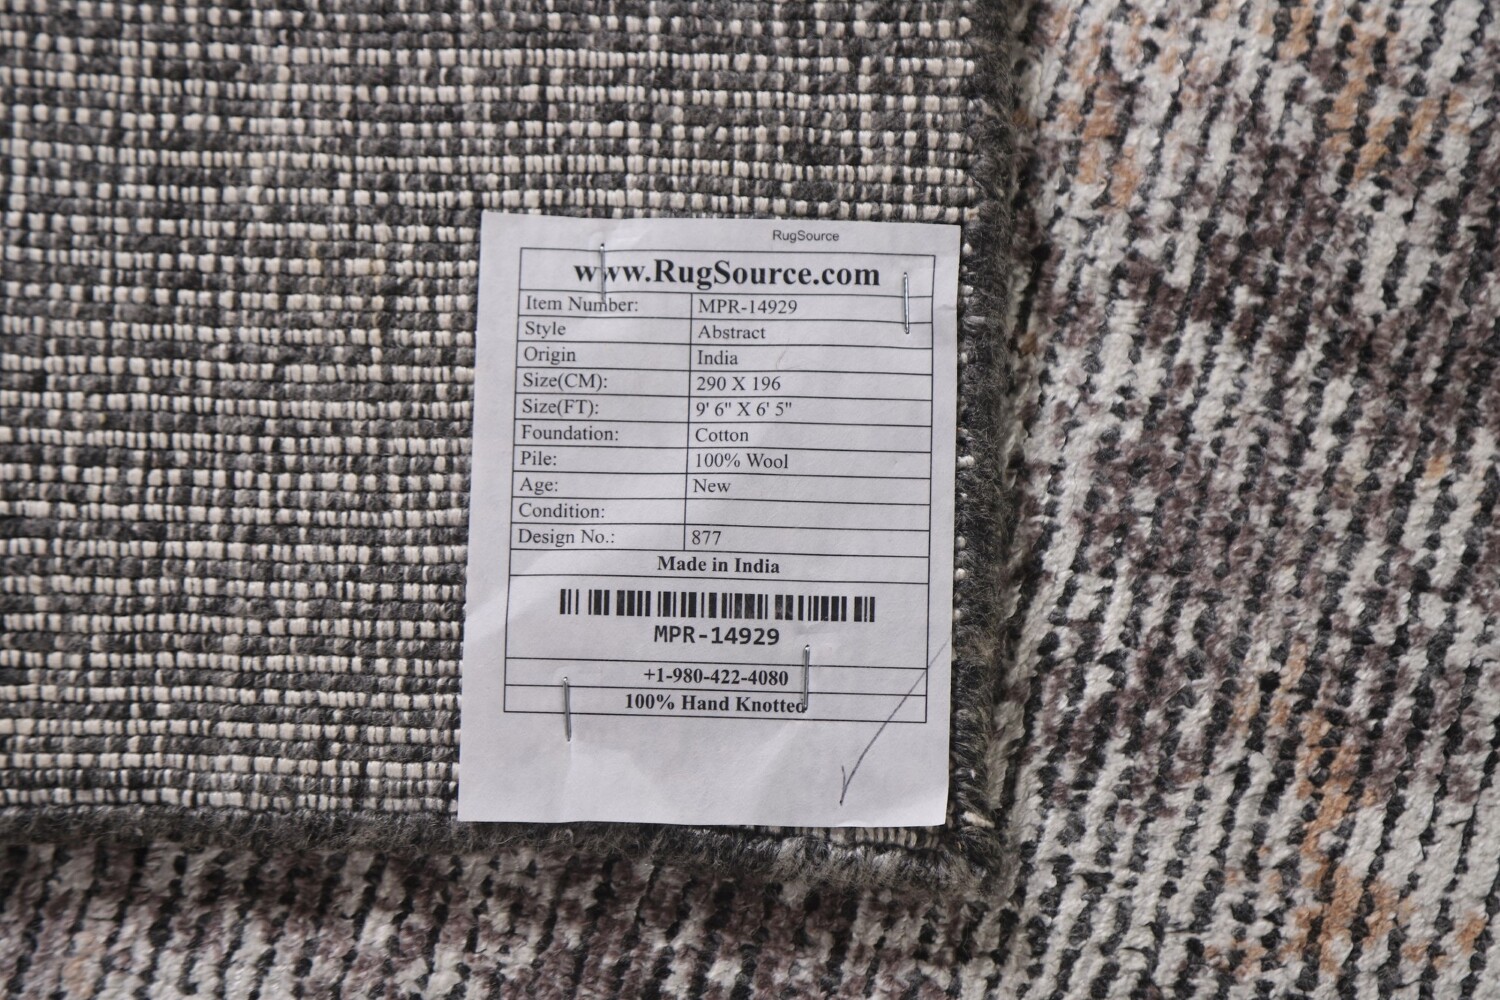 RugSource
www.RugSource.com
Item Number: MPR-14929
Style Abstract
Origin India
Size(CM): 290 X 196
Size(FT): 9' 6" X 6' 5"
Foundation: Cotton
Pile: 100% Wool
Age: New
Condition:
Design No.: 877
Made in India
MPR-14929
+1-980-422-4080
100% Hand Knotted